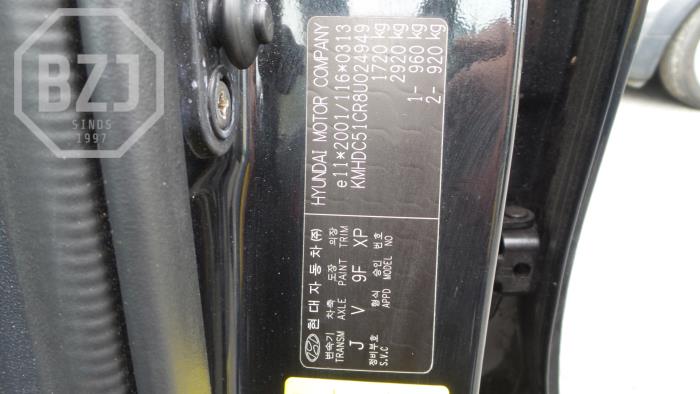 BZJ
SINDS
.1997
HYUNDAI MOTOR COMPANY
e11*2001/116*0313
KMHDC51CR8U024949
1720 kg
2920 kg
1- 960 kg
2- 920 kg
현대자동차 ㈜
변속기 차축 도장 의장
TRANSM AXLE PAINT TRIM
J V 9F XP
정비부호 형식 승인 번호
S.V.C APPD MODEL NO